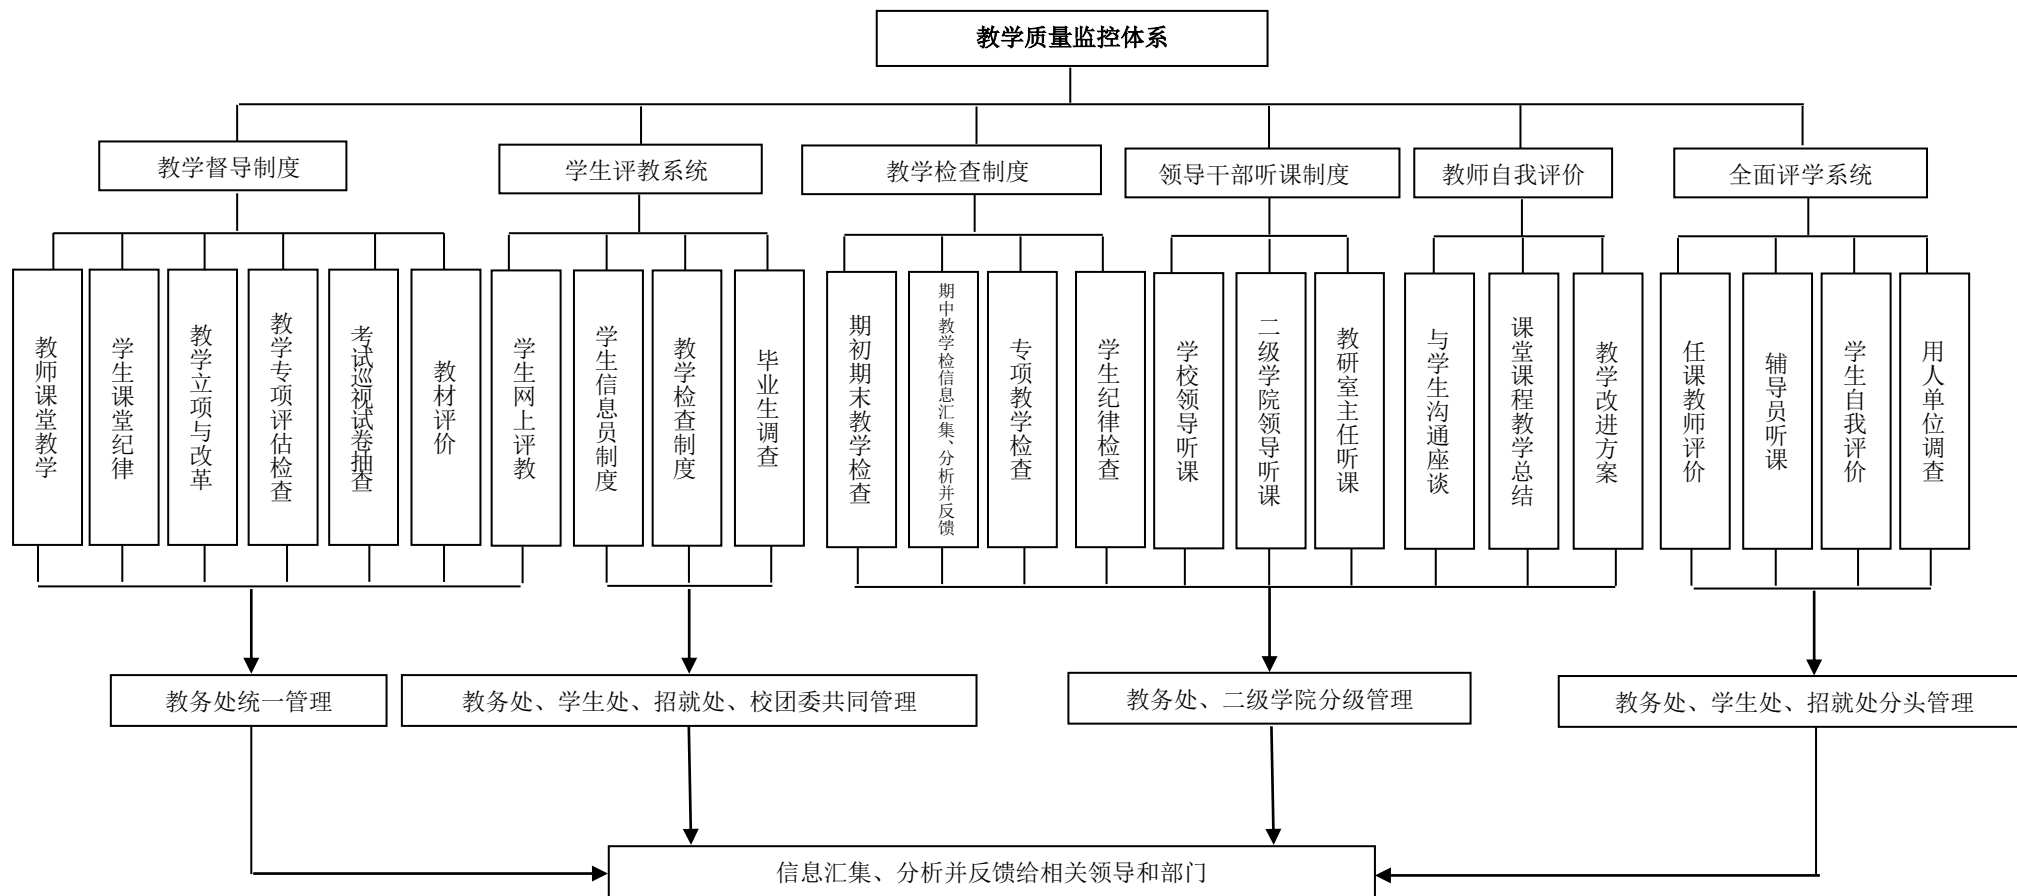 教学质量监控体系
教学督导制度
学生评教系统
教学检查制度
领导干部听课制度
教师自我评价
全面评学系统
教师课堂教学
学生课堂纪律
教学立项与改革
教学专项评估检查
考试巡视试卷抽查
教材评价
学生网上评教
学生信息员制度
教学检查制度
毕业生调查
期初期末教学检查
期中教学检信息汇集、分析并反馈
专项教学检查
学生纪律检查
学校领导听课
二级学院领导听课
教研室主任听课
与学生沟通座谈
课堂课程教学总结
教学改进方案
任课教师评价
辅导员听课
学生自我评价
用人单位调查
教务处统一管理
教务处、学生处、招就处、校团委共同管理
教务处、二级学院分级管理
教务处、学生处、招就处分头管理
信息汇集、分析并反馈给相关领导和部门